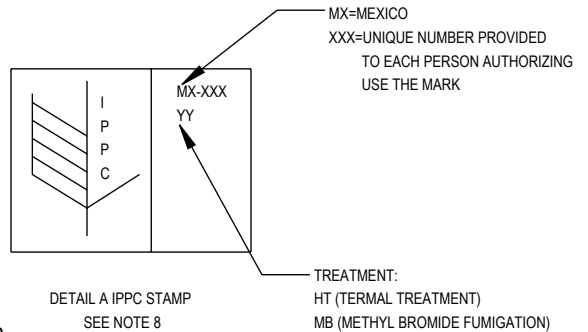 MX=MEXICO
XXX=UNIQUE NUMBER PROVIDED
TO EACH PERSON AUTHORIZING
USE THE MARK
I
P
P
C
MX-XXX
YY
TREATMENT:
HT (TERMAL TREATMENT)
MB (METHYL BROMIDE FUMIGATION)
DETAIL A IPPC STAMP
SEE NOTE 8